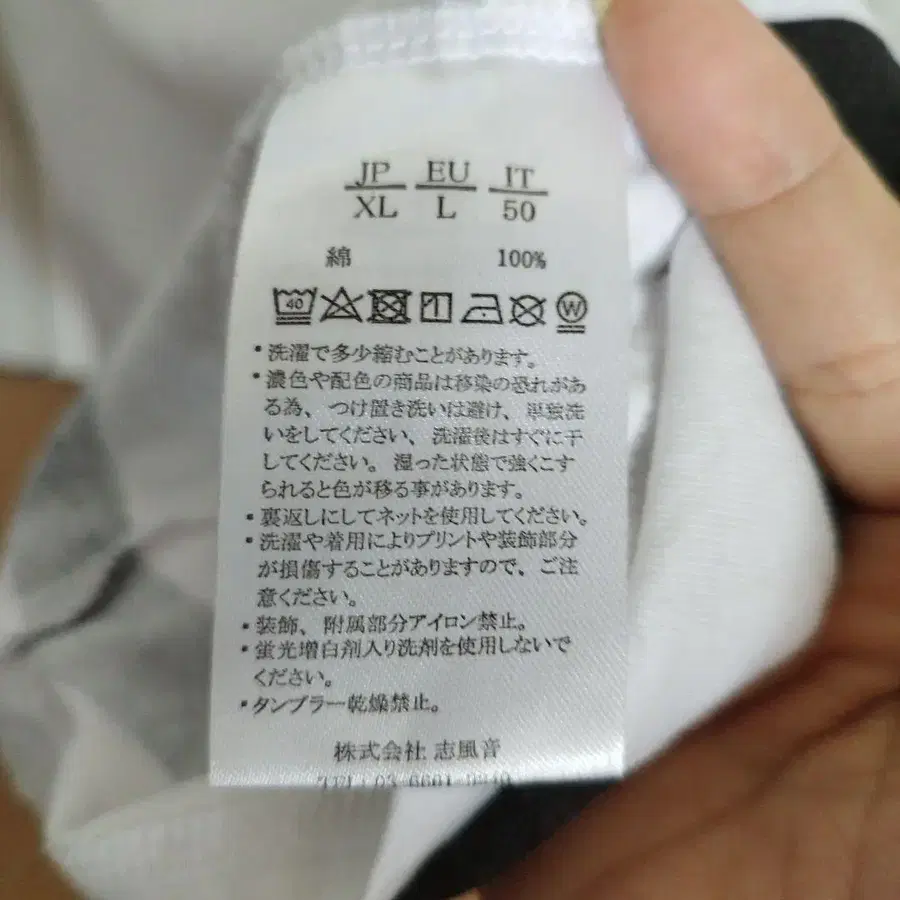 JP EU IT
XL L 50
綿 100%
40 W
・洗濯で多少縮むことがあります。
・濃色や配色の商品は移染の恐れがあ
る為、つけ置き洗いは避け、単独洗
いをしてください、洗濯後はすぐに干
してください。湿った状態で強くこす
られると色が移る事があります。
・裏返しにしてネットを使用してください。
・洗濯や着用によりプリントや装飾部分
が損傷することがありますので、ご注
意ください。
・装飾、附属部分アイロン禁止。
・蛍光増白剤入り洗剤を使用しないで
ください。
・タンブラー乾燥禁止。
株式会社 志風音
TEL